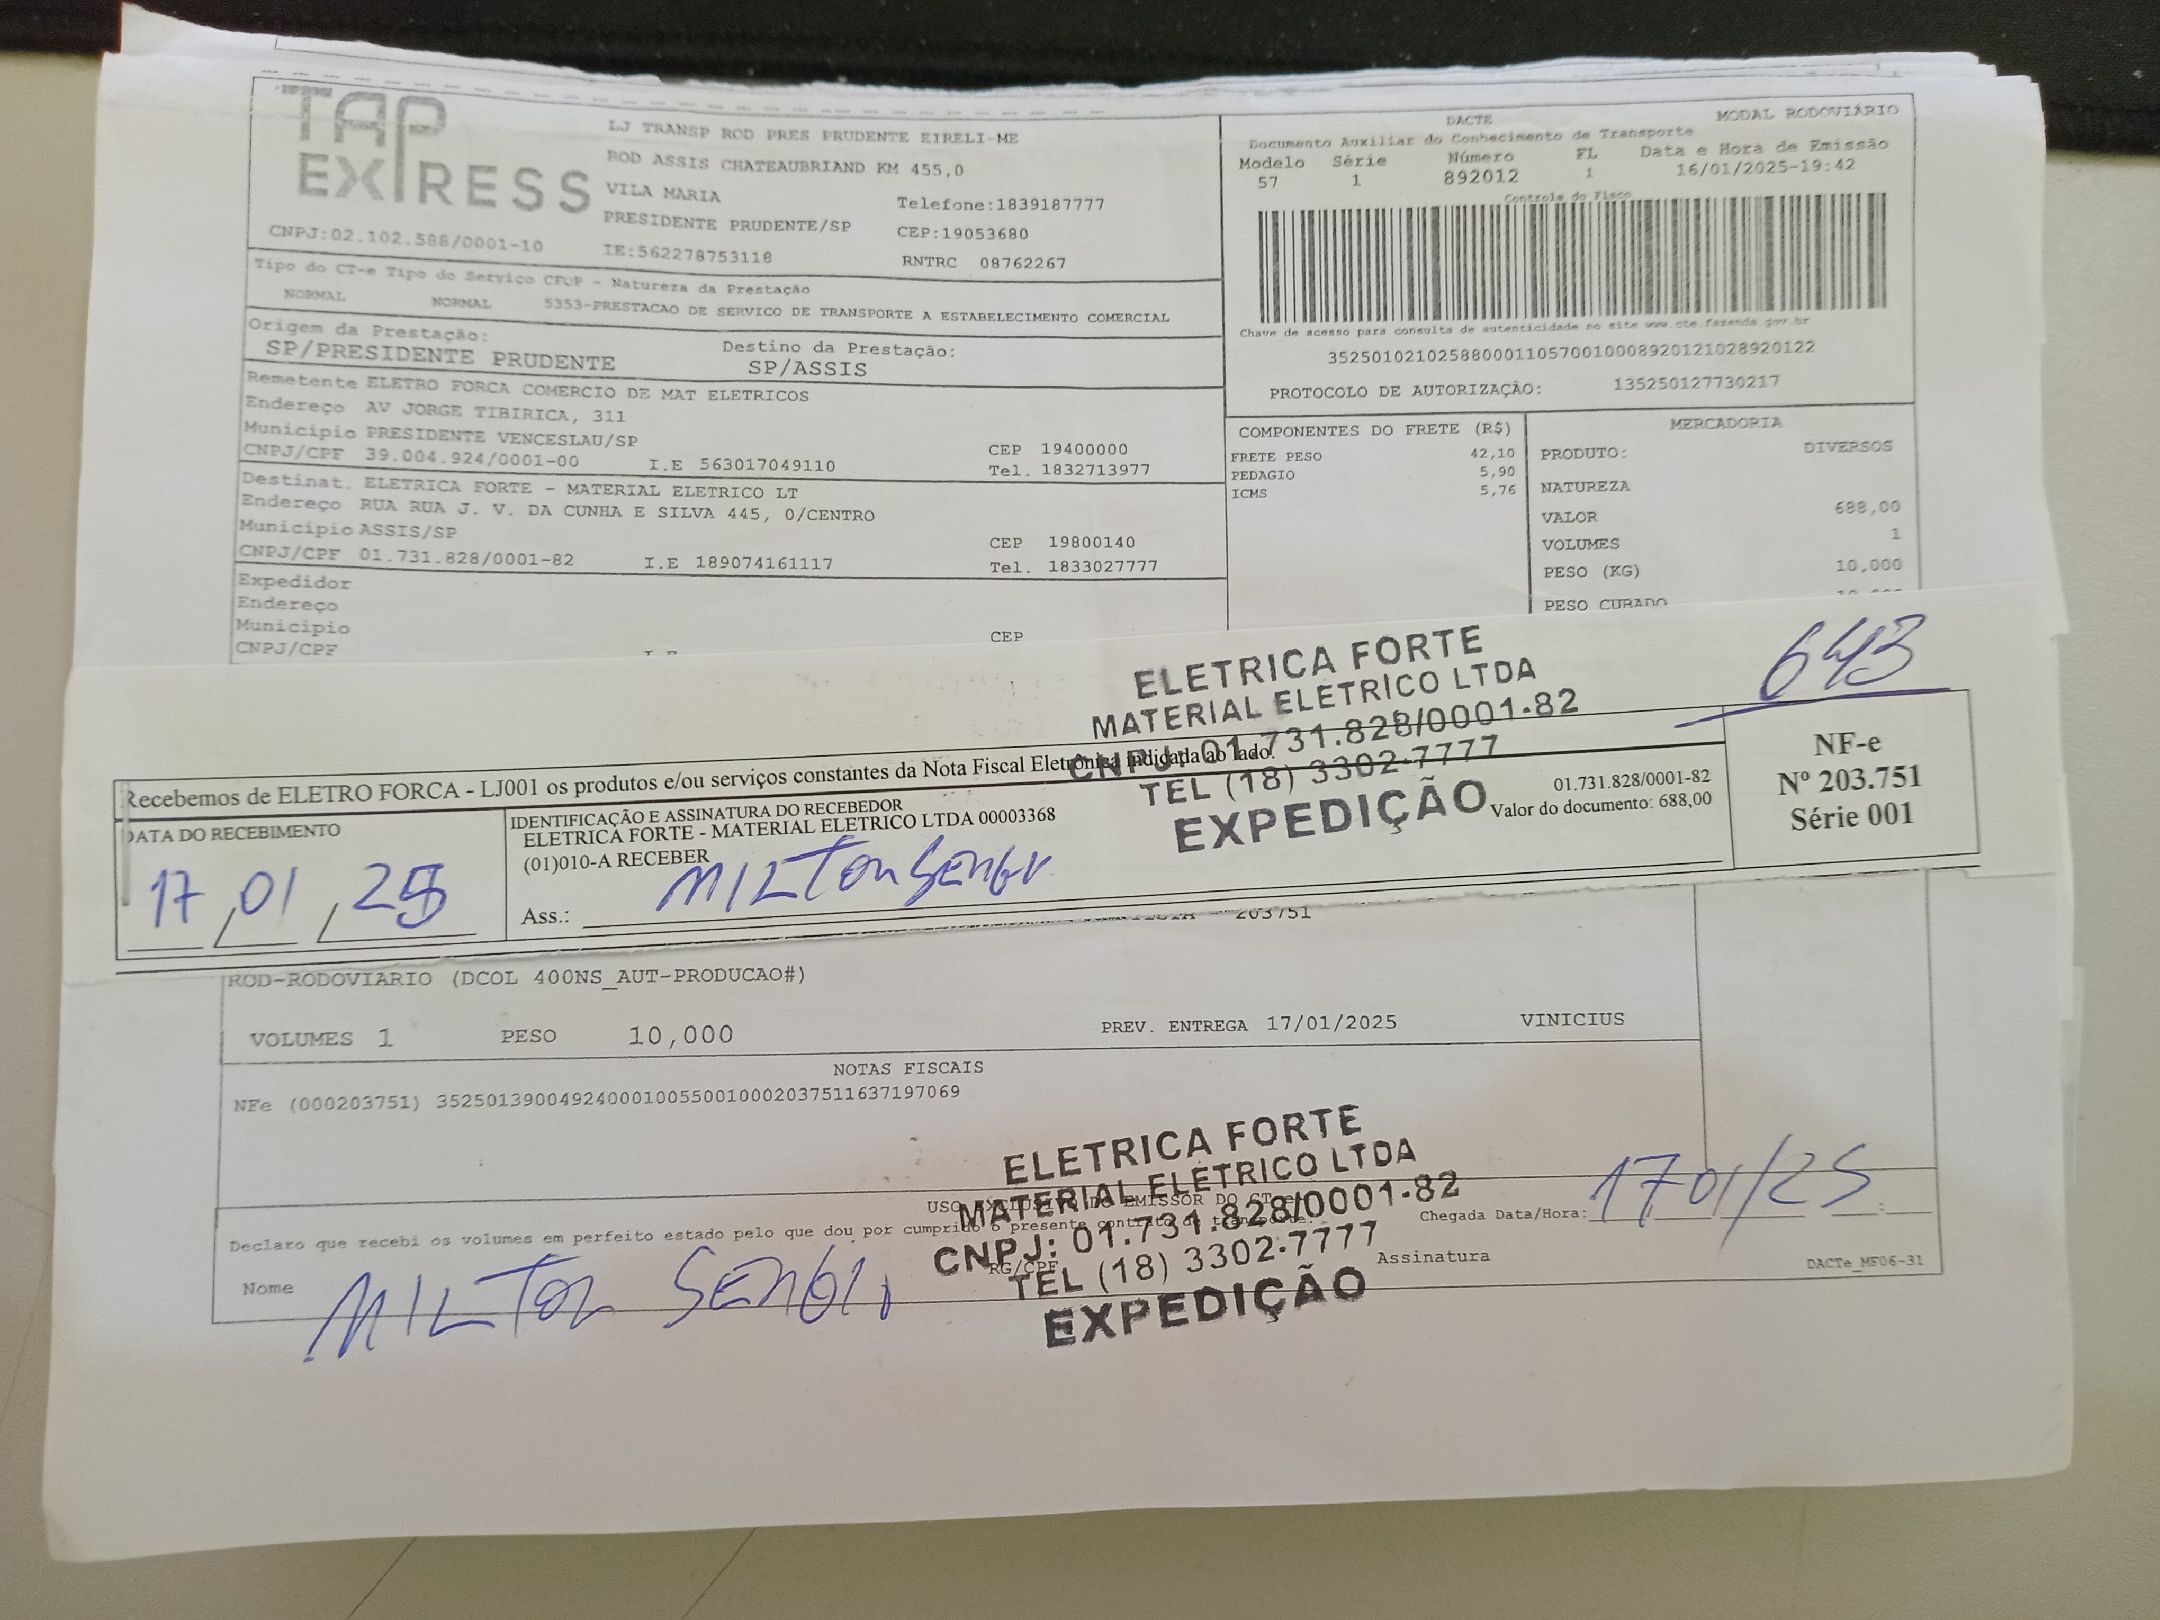 TAP
EXPRESS
CNPJ:02.102.588/0001-10
LJ TRANSP ROD PRES PRUDENTE EIRELI-ME
ROD ASSIS CHATEAUBRIAND KM 455,0
VILA MARIA
Telefone:1839187777
PRESIDENTE PRUDENTE/SP
CEP:19053680
IE:562278753118
RNTRC 08762267
DACTE
MODAL RODOVIÁRIO
Documento Auxiliar do Conhecimento de Transporte
Modelo Série Número FL Data e Hora de Emissão
57 1 892012 1 16/01/2025-19:42
Controle do Fisco
Chave de acesso para consulta de autenticidade no site www.cte.fazenda.gov.br
35250102102588000110570010008920121028920122
PROTOCOLO DE AUTORIZAÇÃO: 135250127730217
Tipo do CT-e Tipo do Serviço CFOP - Natureza da Prestação
NORMAL NORMAL 5353-PRESTACAO DE SERVICO DE TRANSPORTE A ESTABELECIMENTO COMERCIAL
Origem da Prestação: Destino da Prestação:
SP/PRESIDENTE PRUDENTE SP/ASSIS
Remetente ELETRO FORCA COMERCIO DE MAT ELETRICOS
Endereço AV JORGE TIBIRICA, 311
Município PRESIDENTE VENCESLAU/SP CEP 19400000
CNPJ/CPF 39.004.924/0001-00 I.E 563017049110 Tel. 1832713977
Destinat. ELETRICA FORTE - MATERIAL ELETRICO LT
Endereço RUA RUA J. V. DA CUNHA E SILVA 445, 0/CENTRO
Município ASSIS/SP CEP 19800140
CNPJ/CPF 01.731.828/0001-82 I.E 189074161117 Tel. 1833027777
Expedidor
Endereço
Município CEP
CNPJ/CPF
COMPONENTES DO FRETE (R$)
FRETE PESO 42,10
PEDAGIO 5,90
ICMS 5,76
MERCADORIA
PRODUTO: DIVERSOS
NATUREZA
VALOR 688,00
VOLUMES 1
PESO (KG) 10,000
PESO CUBADO
643
ELETRICA FORTE
MATERIAL ELETRICO LTDA
CNPJ: 01.731.828/0001-82
TEL (18) 3302-7777
EXPEDIÇÃO
Recebemos de ELETRO FORCA - LJ001 os produtos e/ou serviços constantes da Nota Fiscal Eletrônica indicada ao lado.
DATA DO RECEBIMENTO
17 / 01 / 25
IDENTIFICAÇÃO E ASSINATURA DO RECEBEDOR
ELETRICA FORTE - MATERIAL ELETRICO LTDA 00003368
(01)010-A RECEBER
Ass.: MILTON
01.731.828/0001-82
Valor do documento: 688,00
NF-e
Nº 203.751
Série 001
203751
ROD-RODOVIARIO (DCOL 400NS_AUT-PRODUCAO#)
VOLUMES 1 PESO 10,000 PREV. ENTREGA 17/01/2025 VINICIUS
NOTAS FISCAIS
NFe (000203751) 35250139004924000100550010002037511637197069
ELETRICA FORTE
MATERIAL ELETRICO LTDA
CNPJ: 01.731.828/0001-82
TEL (18) 3302-7777
EXPEDIÇÃO
USO EXCLUSIVO DO EMISSOR DO CT
Declaro que recebi os volumes em perfeito estado pelo que dou por cumprido o presente contrato de transporte.
Chegada Data/Hora: 17 01/25
Nome MILTON
RG/CPF
Assinatura
DACTe_MF06-31